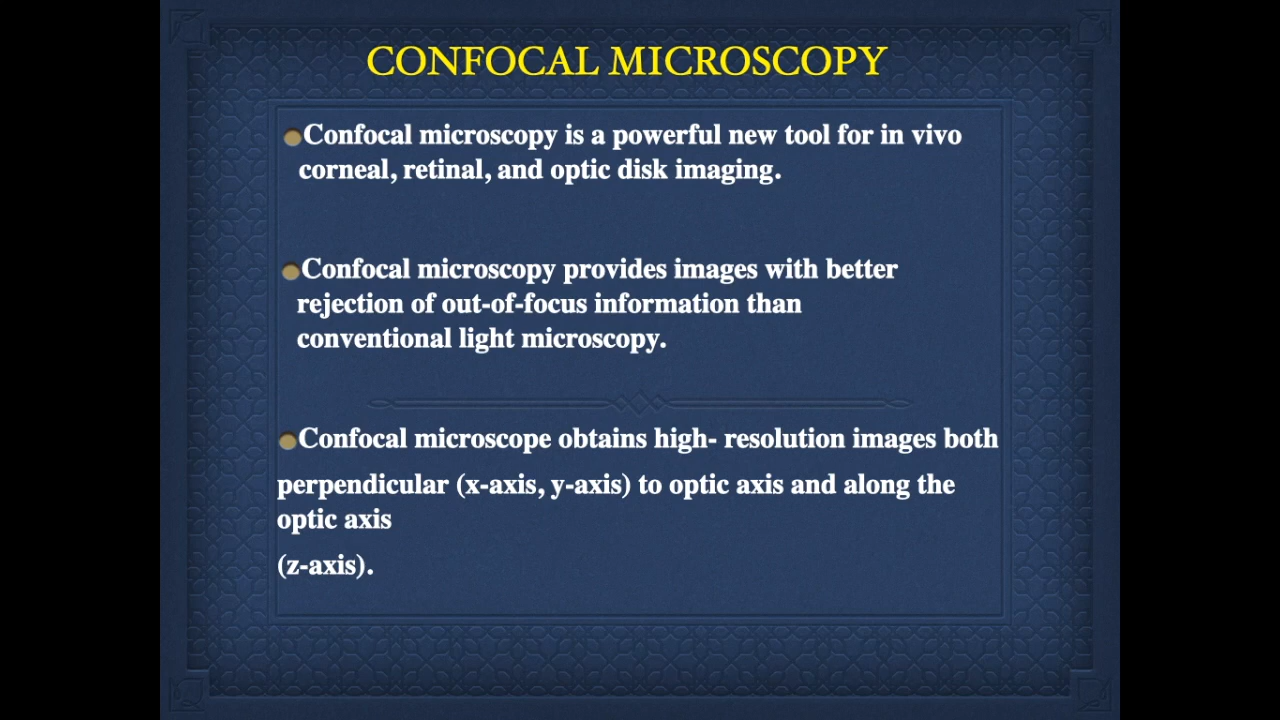 CONFOCAL MICROSCOPY
Confocal microscopy is a powerful new tool for in vivo
corneal, retinal, and optic disk imaging.
Confocal microscopy provides images with better
rejection of out-of-focus information than
conventional light microscopy.
Confocal microscope obtains high- resolution images both
perpendicular (x-axis, y-axis) to optic axis and along the
optic axis
(z-axis).